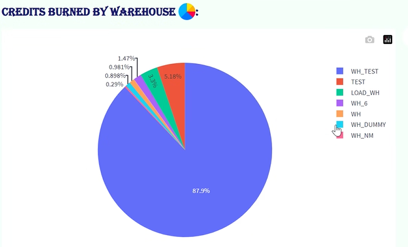 CREDITS BURNED BY WAREHOUSE :
1.47%
0.981%
0.898%
0.29%
5.18%
87.9%
WH_TEST
TEST
LOAD_WH
WH_6
WH
WH_DUMMY
WH_NM